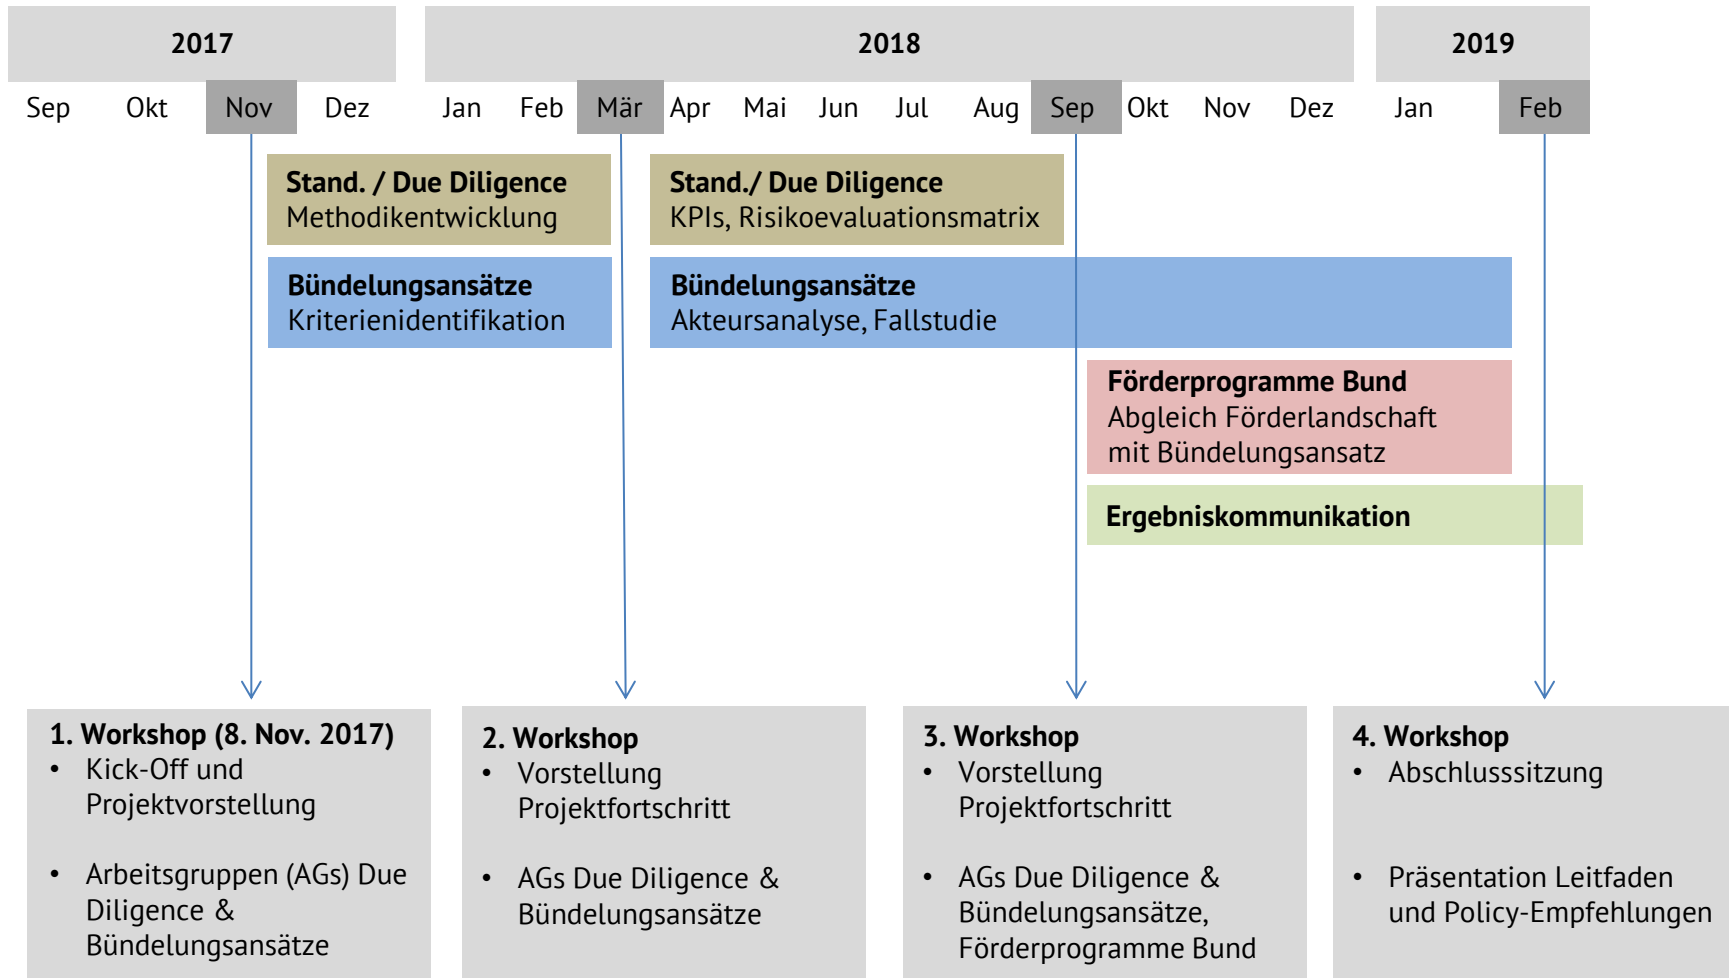 2017
2018
2019
Sep Okt Nov Dez Jan Feb Mär Apr Mai Jun Jul Aug Sep Okt Nov Dez Jan Feb
Stand. / Due Diligence
Methodikentwicklung
Stand./ Due Diligence
KPIs, Risikoevaluationsmatrix
Bündelungsansätze
Kriterienidentifikation
Bündelungsansätze
Akteursanalyse, Fallstudie
Förderprogramme Bund
Abgleich Förderlandschaft
mit Bündelungsansatz
Ergebniskommunikation
1. Workshop (8. Nov. 2017)
• Kick-Off und
Projektvorstellung
• Arbeitsgruppen (AGs) Due
Diligence &
Bündelungsansätze
2. Workshop
• Vorstellung
Projektfortschritt
• AGs Due Diligence &
Bündelungsansätze
3. Workshop
• Vorstellung
Projektfortschritt
• AGs Due Diligence &
Bündelungsansätze,
Förderprogramme Bund
4. Workshop
• Abschlusssitzung
• Präsentation Leitfaden
und Policy-Empfehlungen